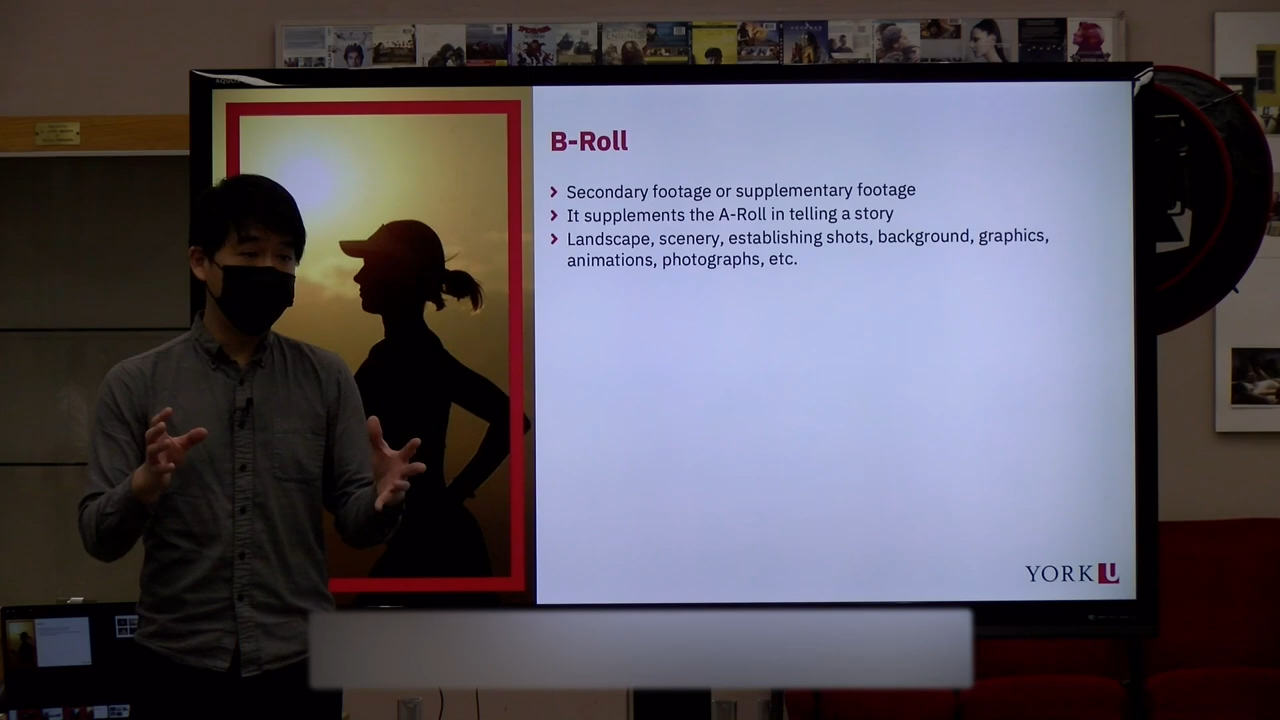 B-Roll
Secondary footage or supplementary footage
It supplements the A-Roll in telling a story
Landscape, scenery, establishing shots, background, graphics,
animations, photographs, etc.
YORK U